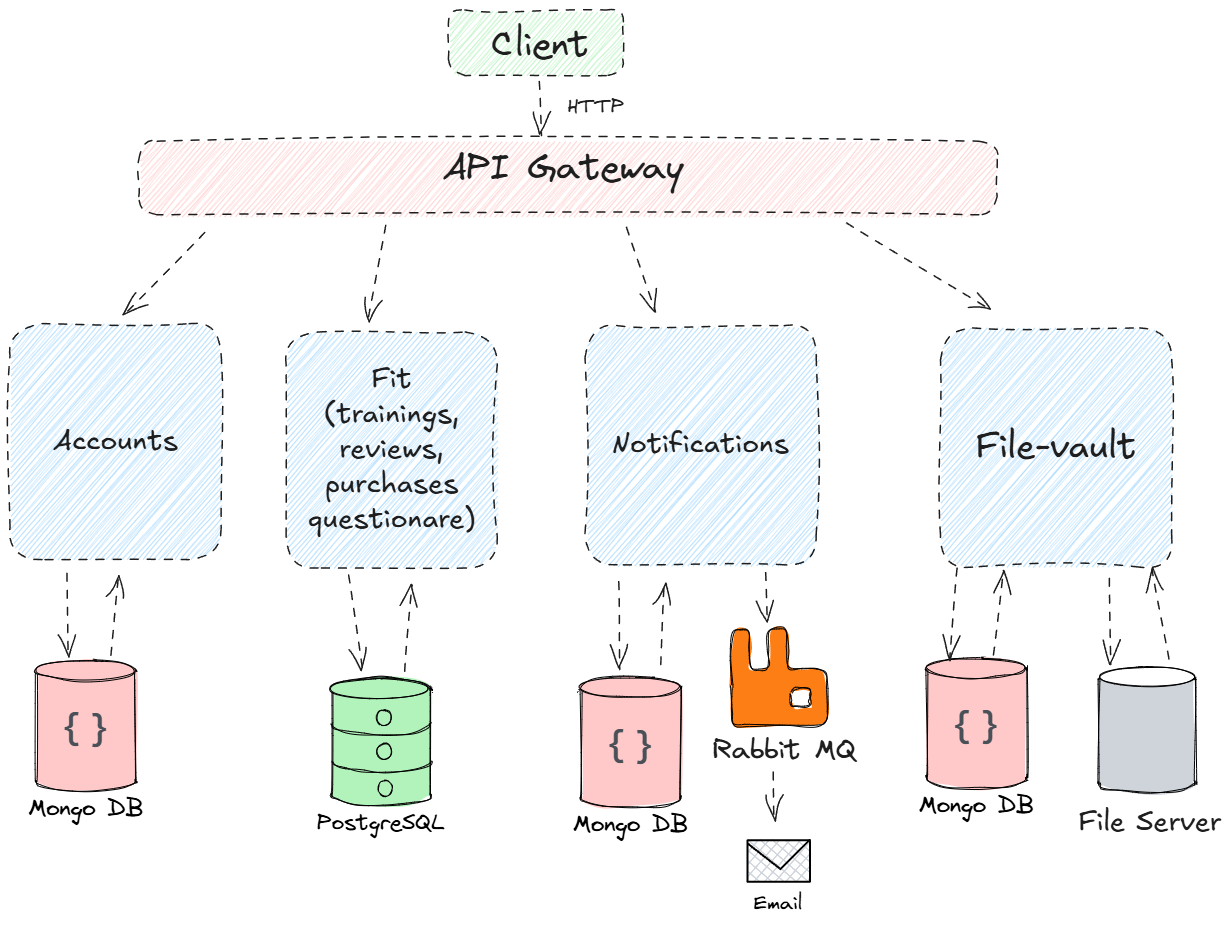 Client
HTTP
API Gateway
Accounts
Fit
(trainings,
reviews,
purchases
questionare)
Notifications
File-vault
{ }
Mongo DB
PostgreSQL
{ }
Mongo DB
Rabbit MQ
Email
{ }
Mongo DB
File Server